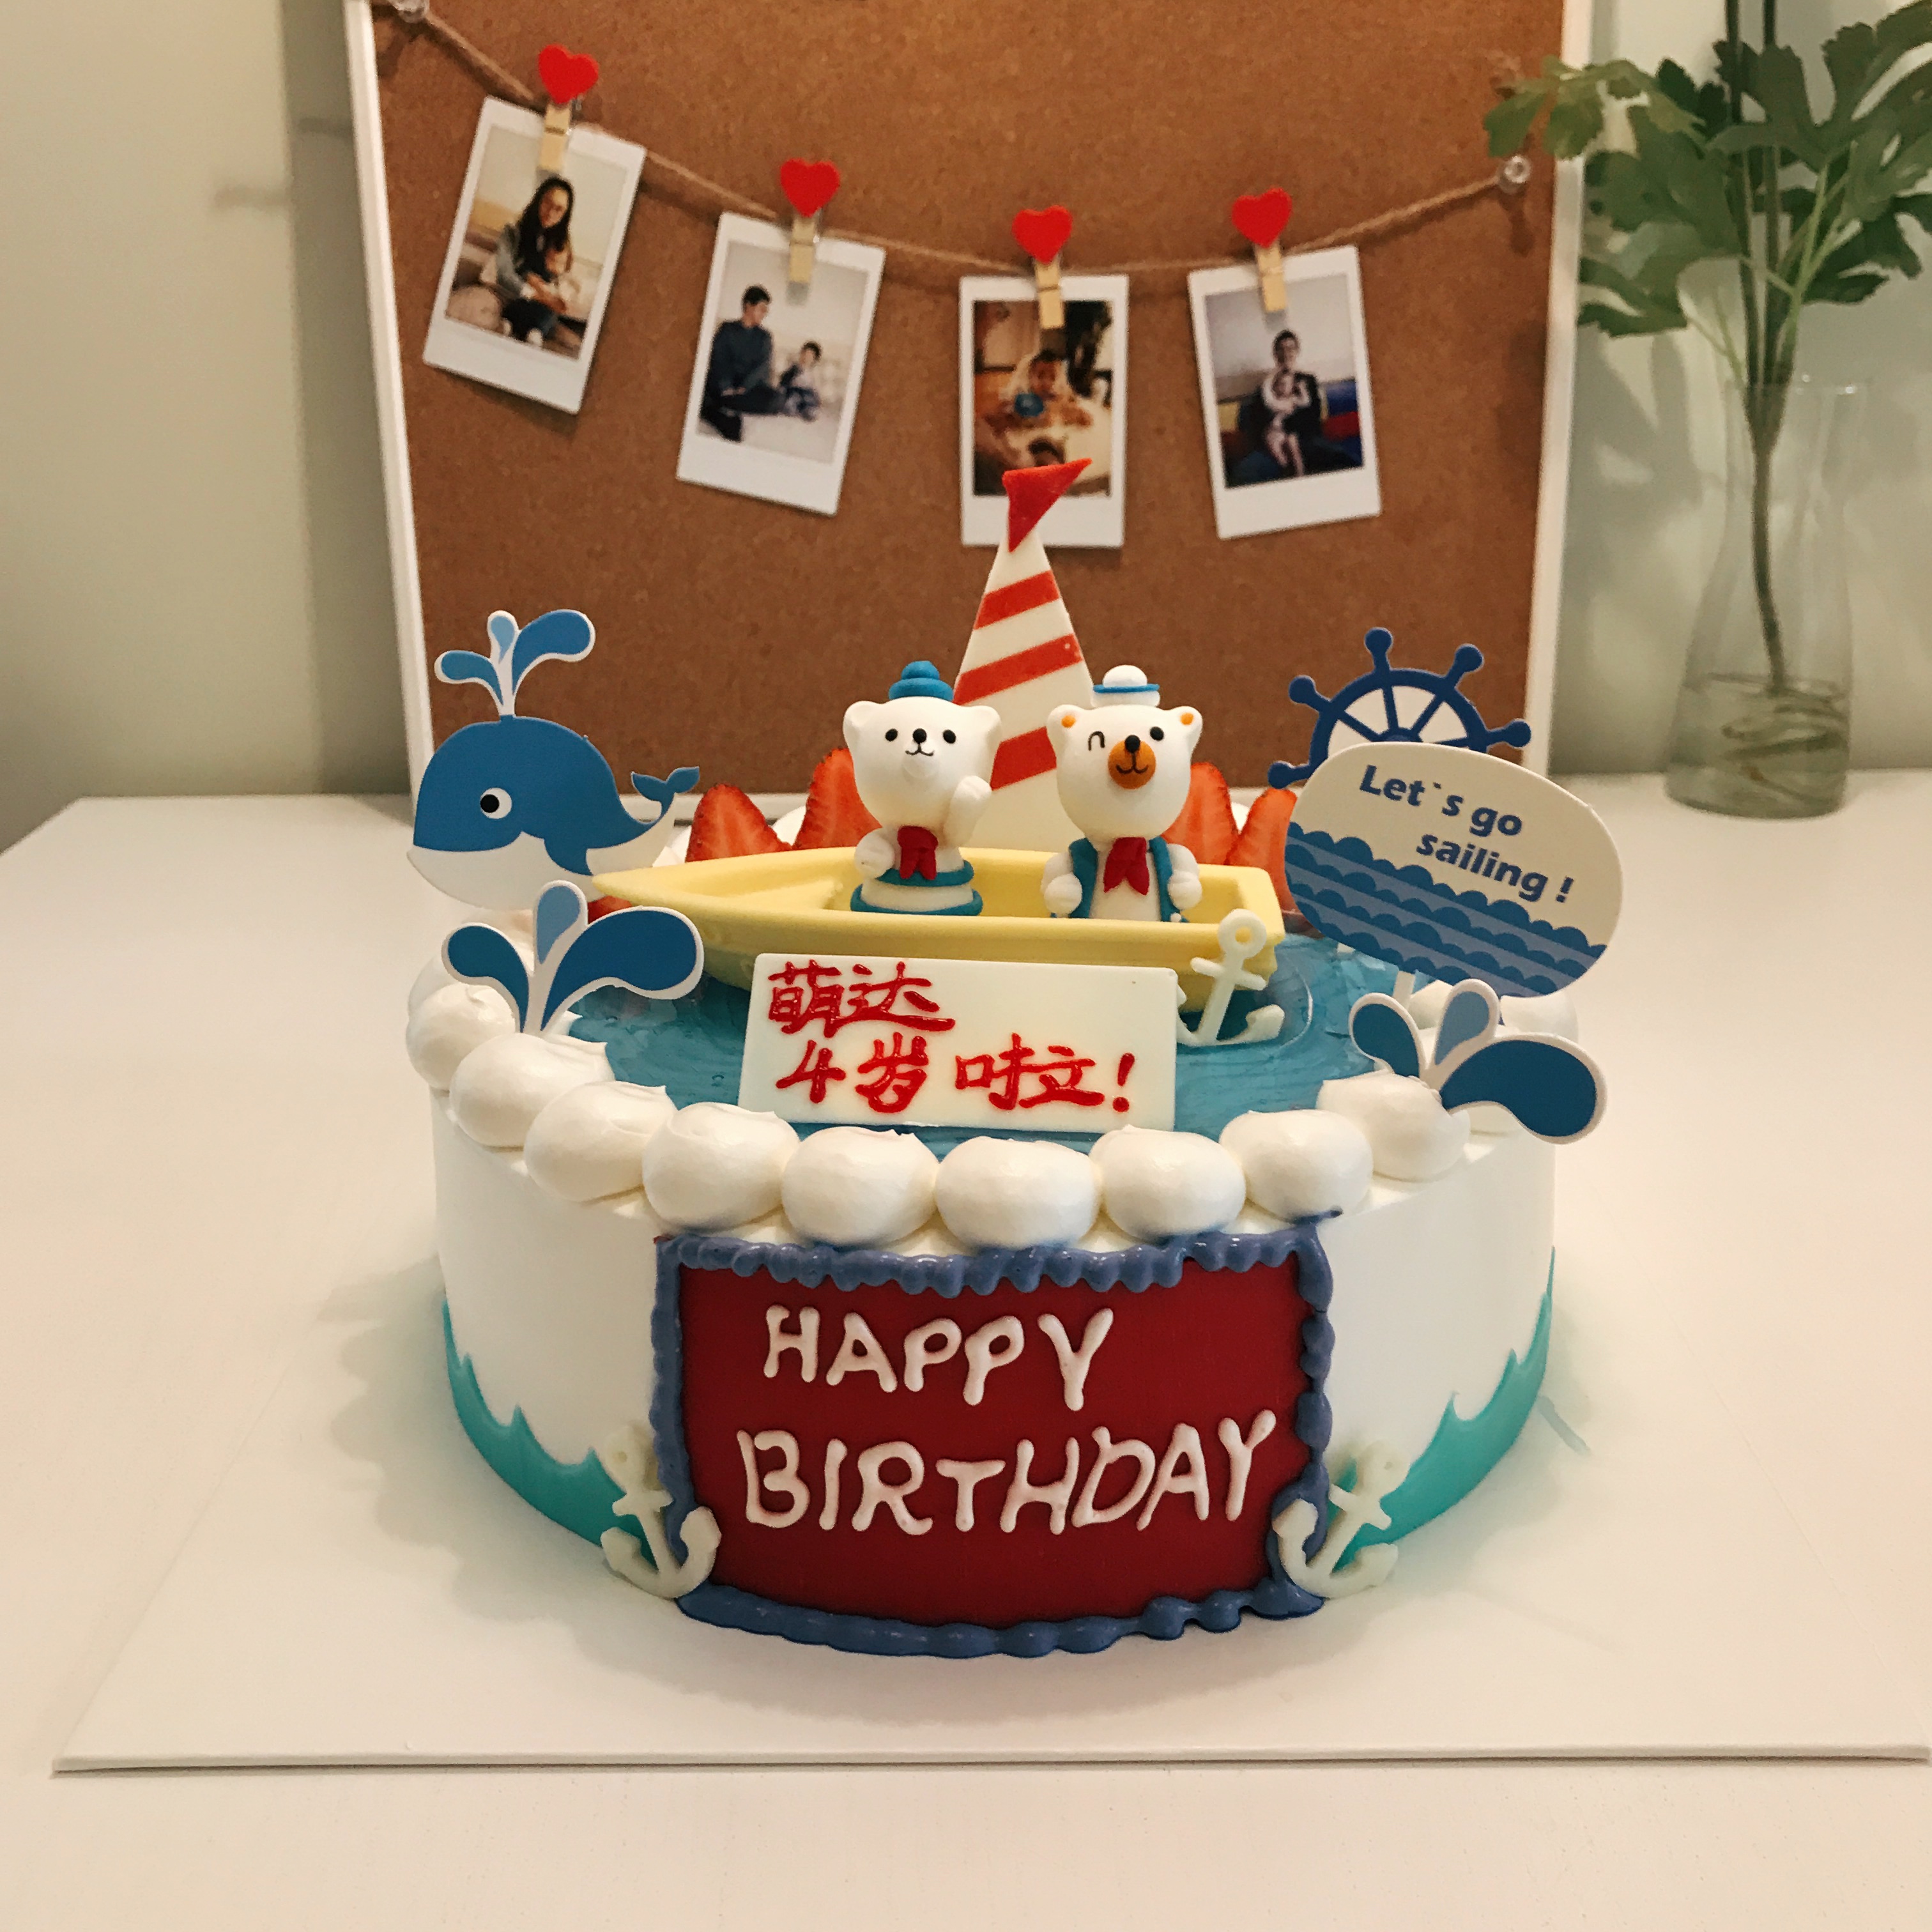 Let`s go
sailing !
萌达
4岁啦!
HAPPY
BIRTHDAY